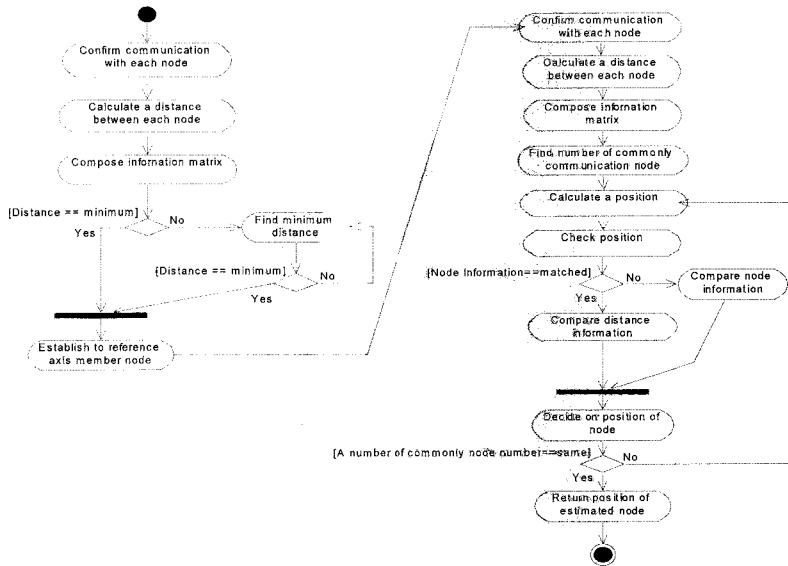 Confirm communication
with each node
Calculate a distance
between each node
Compose infornation matrix
[Distance == minimum]
No
Yes
Find minimum
distance
[Distance == minimum]
No
Yes
Establish to reference
axis member node
Confirm communication
with each node
Calculate a distance
between each node
Compose infornation
matrix
Find number of commonly
communication node
Calculate a position
Check position
[Node Information==matched]
No
Yes
Compare node
information
Compare distance
information
Decide on position of
node
[A number of commonly node number==same]
No
Yes
Return position of
estimated node